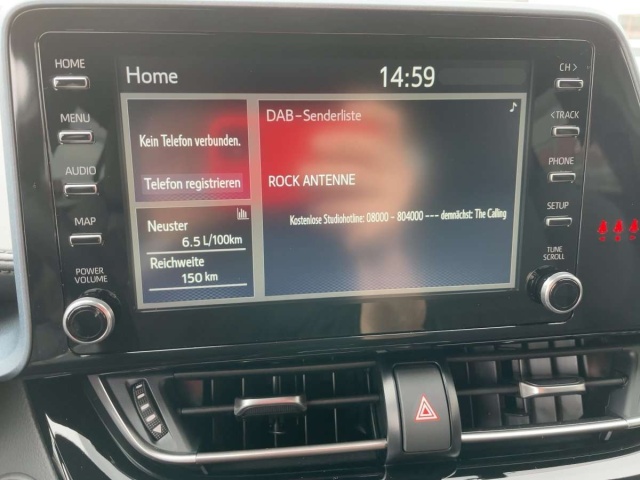 HOME
MENU
AUDIO
MAP
POWER
VOLUME
Home
14:59
Kein Telefon verbunden.
Telefon registrieren
Neuster
6.5 L/100km
Reichweite
150 km
DAB-Senderliste
ROCK ANTENNE
Kostenlose Studiohotline: 08000 - 804000 --- demnächst: The Calling
CH >
< TRACK
PHONE
SETUP
TUNE
SCROLL